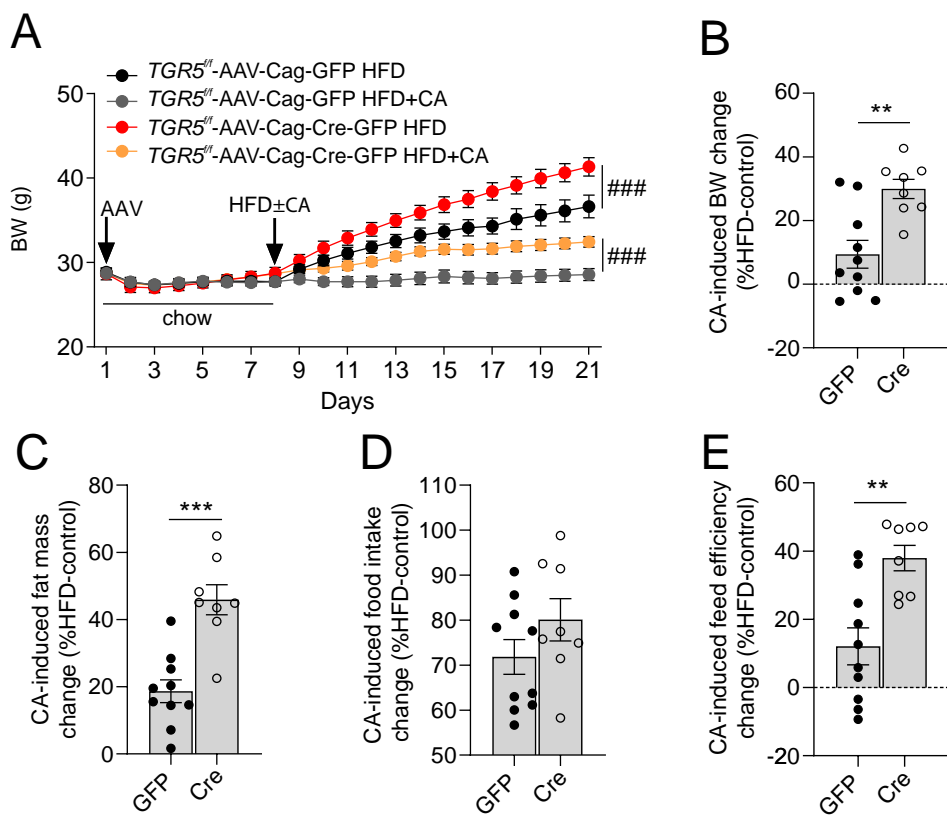 A
TGR5f/f-AAV-Cag-GFP HFD
TGR5f/f-AAV-Cag-GFP HFD+CA
TGR5f/f-AAV-Cag-Cre-GFP HFD
TGR5f/f-AAV-Cag-Cre-GFP HFD+CA
BW (g)
50
40
30
20
AAV
HFD±CA
chow
###
###
1 3 5 7 9 11 13 15 17 19 21
Days
B
CA-induced BW change
(%HFD-control)
60
40
20
0
-20
**
GFP Cre
C
CA-induced fat mass
change (%HFD-control)
80
60
40
20
0
***
GFP Cre
D
CA-induced food intake
change (%HFD-control)
110
100
90
80
70
60
50
GFP Cre
E
CA-induced feed efficiency
change (%HFD-control)
60
40
20
0
-20
**
GFP Cre